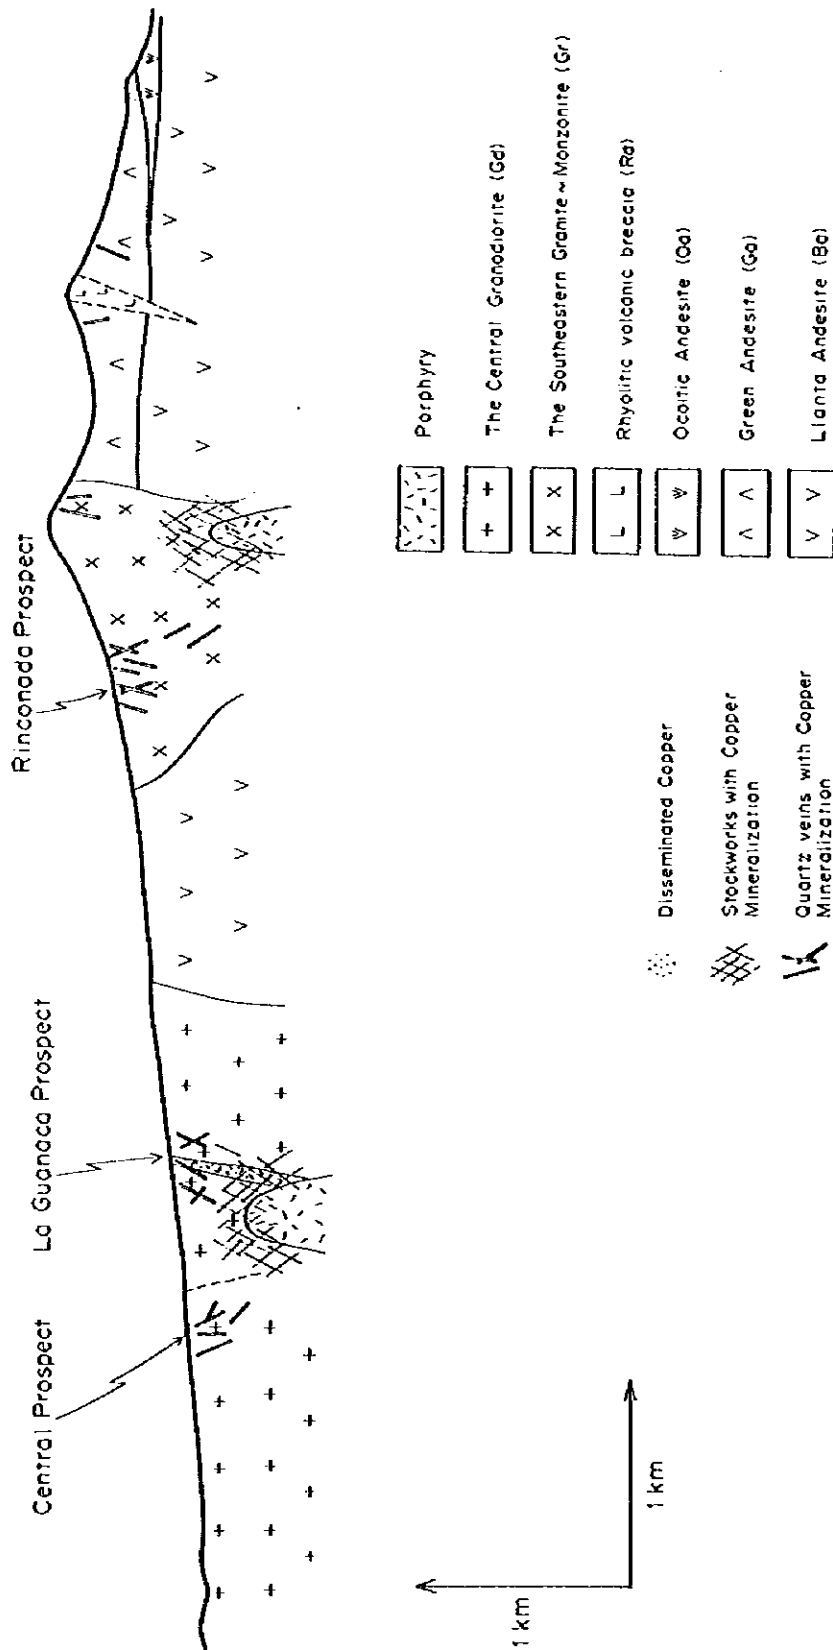 Central Prospect
La Guanaca Prospect
Rinconada Prospect
1 km
1 km
Disseminated Copper
Stockworks with Copper
Mineralization
Quartz veins with Copper
Mineralization
Porphyry
The Central Granodiorite (Gd)
The Southeastern Granite ~ Monzonite (Gr)
Rhyolitic volcanic breccia (Ra)
Ocoitic Andesite (Oa)
Green Andesite (Ga)
Llanta Andesite (Ba)